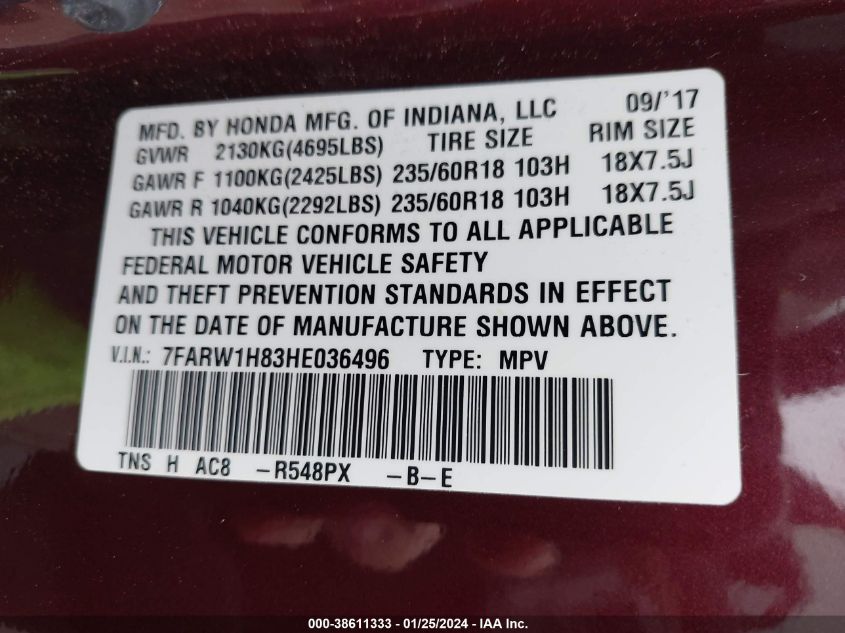 MFD. BY HONDA MFG. OF INDIANA, LLC 09/'17
GVWR 2130KG(4695LBS) TIRE SIZE RIM SIZE
GAWR F 1100KG(2425LBS) 235/60R18 103H 18X7.5J
GAWR R 1040KG(2292LBS) 235/60R18 103H 18X7.5J
THIS VEHICLE CONFORMS TO ALL APPLICABLE
FEDERAL MOTOR VEHICLE SAFETY
AND THEFT PREVENTION STANDARDS IN EFFECT
ON THE DATE OF MANUFACTURE SHOWN ABOVE.
V.I.N.: 7FARW1H83HE036496 TYPE: MPV
TNS H AC8 -R548PX -B-E
000-38611333 - 01/25/2024 - IAA Inc.